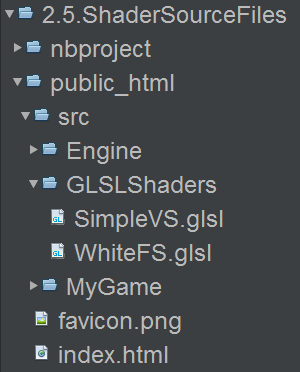 2.5.ShaderSourceFiles
nbproject
public_html
src
Engine
GLSLShaders
SimpleVS.glsl
WhiteFS.glsl
MyGame
favicon.png
index.html